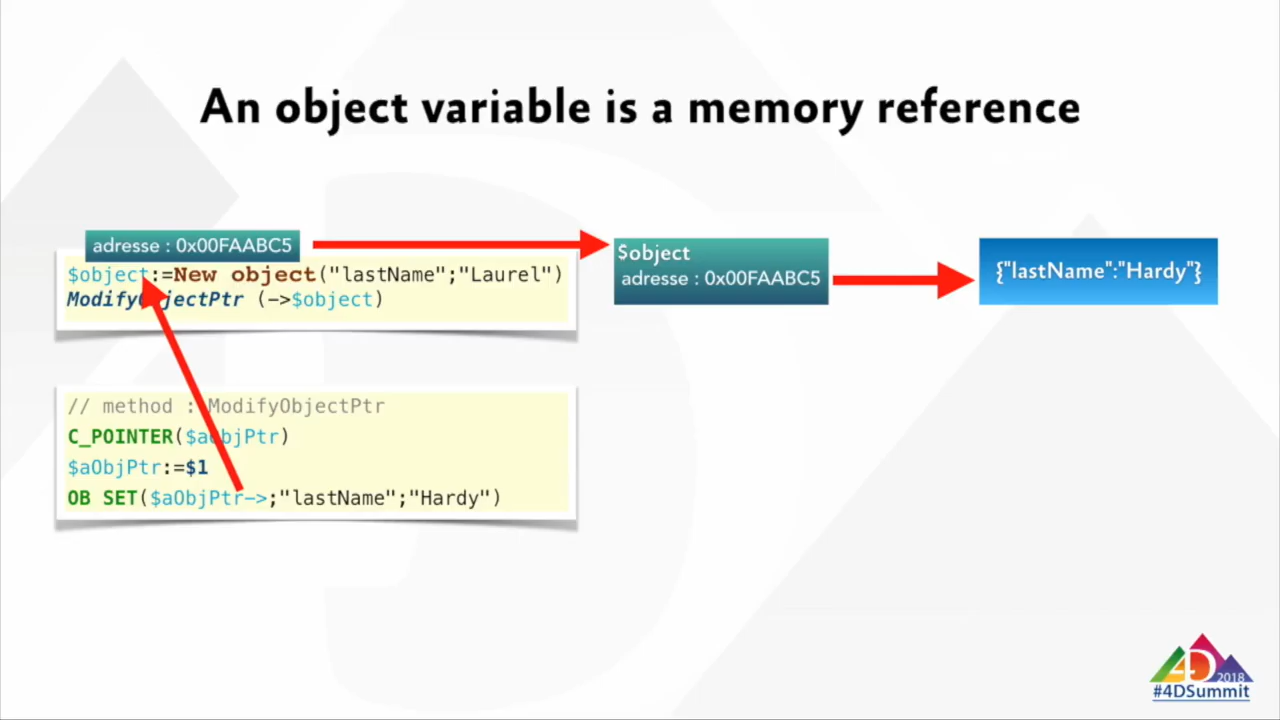 An object variable is a memory reference
adresse : 0x00FAABC5
$object:=New object("lastName";"Laurel")
ModifyObjectPtr (->$object)
$object
adresse : 0x00FAABC5
{"lastName":"Hardy"}
// method : ModifyObjectPtr
C_POINTER($aobjPtr)
$aObjPtr:=$1
OB SET($aObjPtr->;"lastName";"Hardy")
4D 2018
#4DSummit